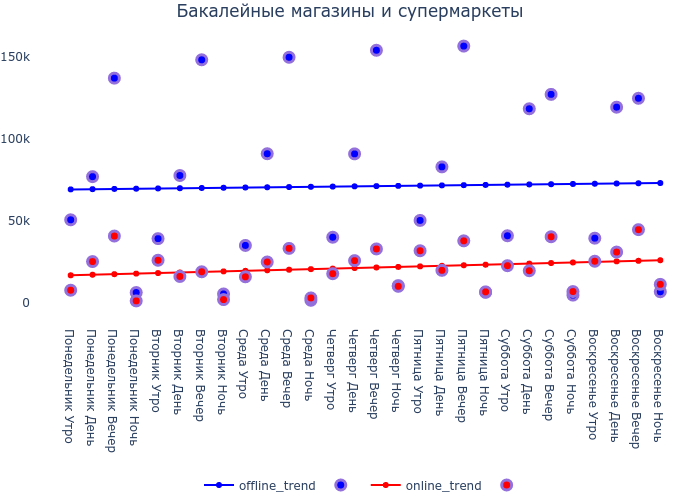 Бакалейные магазины и супермаркеты
150k
100k
50k
0
Понедельник Утро
Понедельник День
Понедельник Вечер
Понедельник Ночь
Вторник Утро
Вторник День
Вторник Вечер
Вторник Ночь
Среда Утро
Среда День
Среда Вечер
Среда Ночь
Четверг Утро
Четверг День
Четверг Вечер
Четверг Ночь
Пятница Утро
Пятница День
Пятница Вечер
Пятница Ночь
Суббота Утро
Суббота День
Суббота Вечер
Суббота Ночь
Воскресенье Утро
Воскресенье День
Воскресенье Вечер
Воскресенье Ночь
offline_trend online_trend